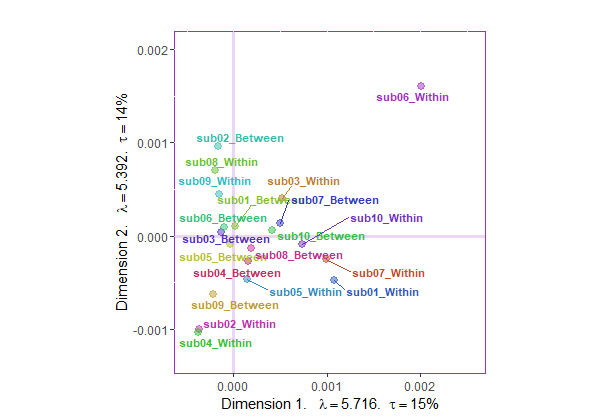 0.002
sub06_Within
sub02_Between
0.001
sub08_Within
sub09_Within
sub03_Within
sub01_Between
sub07_Between
sub06_Between
sub10_Within
0.000
sub03_Between
sub10_Between
sub05_Between
sub08_Between
sub04_Between
sub07_Within
sub05_Within
sub01_Within
sub09_Between
sub02_Within
-0.001
sub04_Within
0.000
0.001
0.002
Dimension 1. λ = 5.716. τ = 15%
Dimension 2. λ = 5.392. τ = 14%